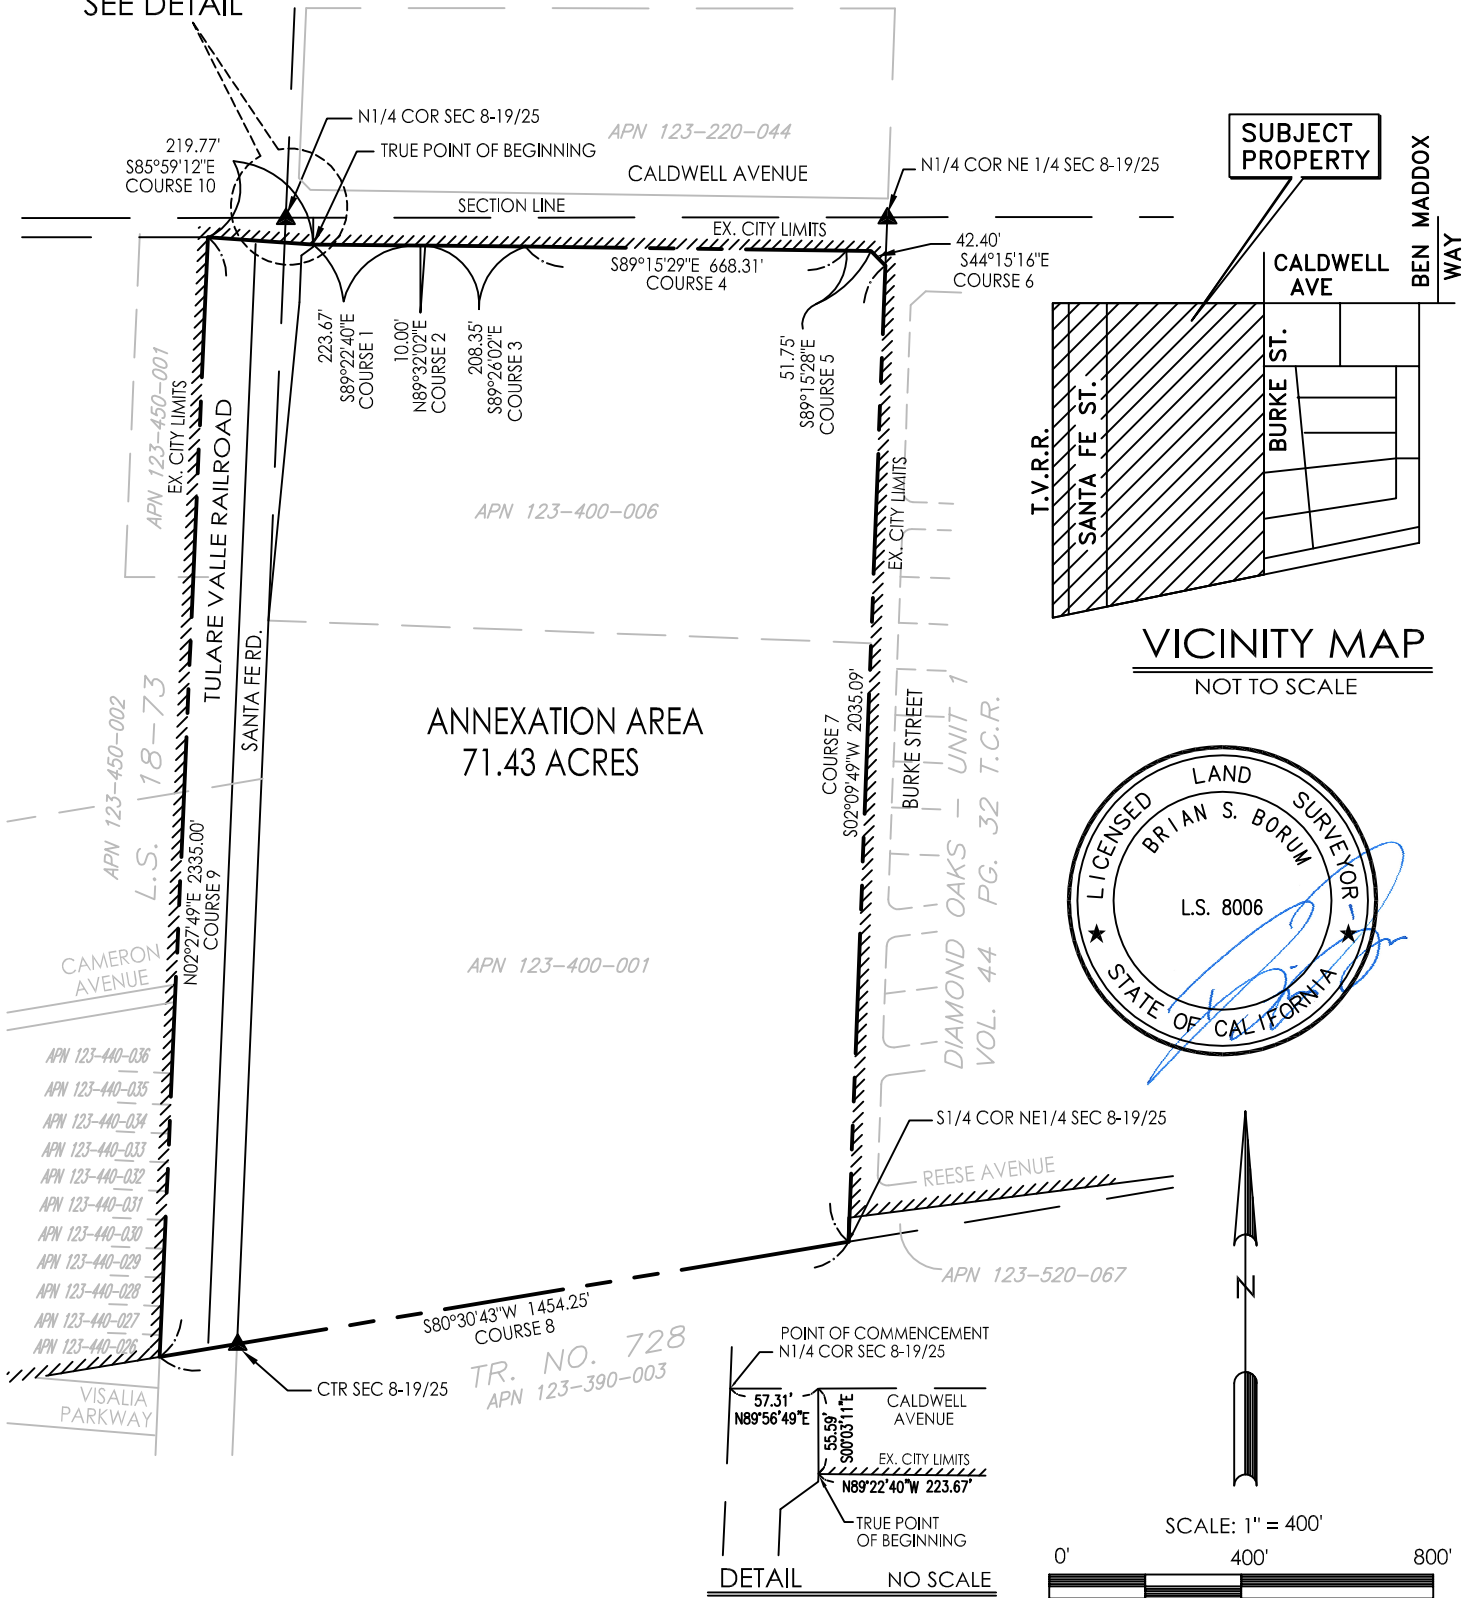 SEE DETAIL
N1/4 COR SEC 8-19/25
TRUE POINT OF BEGINNING
219.77'
S85°59'12"E
COURSE 10
APN 123-220-044
CALDWELL AVENUE
SECTION LINE
EX. CITY LIMITS
N1/4 COR NE 1/4 SEC 8-19/25
42.40'
S44°15'16"E
COURSE 6
S89°15'29"E 668.31'
COURSE 4
223.67'
S89°22'40"E
COURSE 1
10.00'
N89°32'02"E
COURSE 2
208.35'
S89°26'02"E
COURSE 3
51.75'
S89°15'28"E
COURSE 5
SUBJECT
PROPERTY
BEN MADDOX
WAY
CALDWELL
AVE
T.V.R.R.
SANTA FE ST.
BURKE ST.
VICINITY MAP
NOT TO SCALE
APN 123-450-001
EX. CITY LIMITS
TULARE VALLE RAILROAD
SANTA FE RD.
APN 123-400-006
EX. CITY LIMITS
ANNEXATION AREA
71.43 ACRES
APN 123-450-002
L.S. 18-73
N02°27'49"E 2335.00'
COURSE 9
COURSE 7
S02°09'49"W 2035.09'
BURKE STREET
DIAMOND OAKS - UNIT 1
VOL. 44 PG. 32 T.C.R.
LICENSED LAND SURVEYOR
BRIAN S. BORUM
L.S. 8006
STATE OF CALIFORNIA
CAMERON
AVENUE
APN 123-400-001
APN 123-440-036
APN 123-440-035
APN 123-440-034
APN 123-440-033
APN 123-440-032
APN 123-440-031
APN 123-440-030
APN 123-440-029
APN 123-440-028
APN 123-440-027
APN 123-440-026
VISALIA
PARKWAY
S1/4 COR NE1/4 SEC 8-19/25
REESE AVENUE
APN 123-520-067
S80°30'43"W 1454.25'
COURSE 8
CTR SEC 8-19/25
TR. NO. 728
APN 123-390-003
POINT OF COMMENCEMENT
N1/4 COR SEC 8-19/25
57.31'
N89°56'49"E
55.59'
S00°03'11"E
CALDWELL
AVENUE
EX. CITY LIMITS
N89°22'40"W 223.67'
TRUE POINT
OF BEGINNING
DETAIL NO SCALE
N
SCALE: 1" = 400'
0' 400' 800'